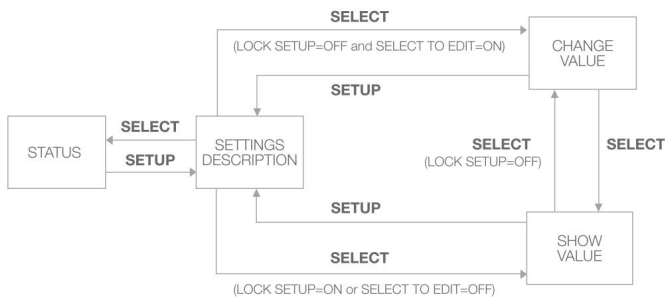 SELECT
(LOCK SETUP=OFF and SELECT TO EDIT=ON)
CHANGE
VALUE
SETUP
STATUS
SELECT
SETUP
SETTINGS
DESCRIPTION
SELECT
(LOCK SETUP=OFF)
SELECT
SETUP
SHOW
VALUE
SELECT
(LOCK SETUP=ON or SELECT TO EDIT=OFF)